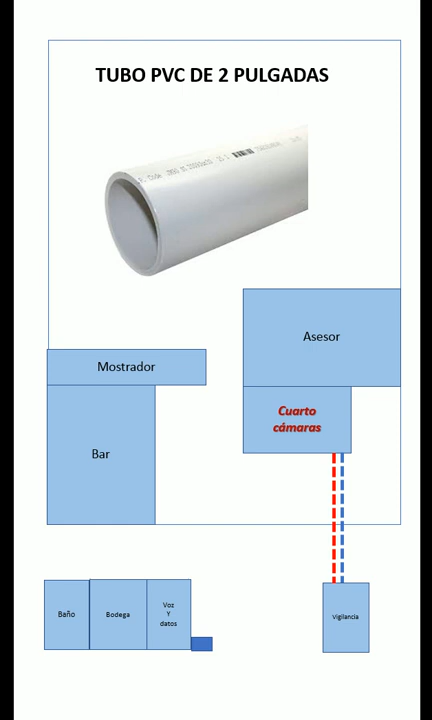 TUBO PVC DE 2 PULGADAS
Asesor
Mostrador
Cuarto
cámaras
Bar
Baño
Bodega
Voz
Y
datos
Vigilancia